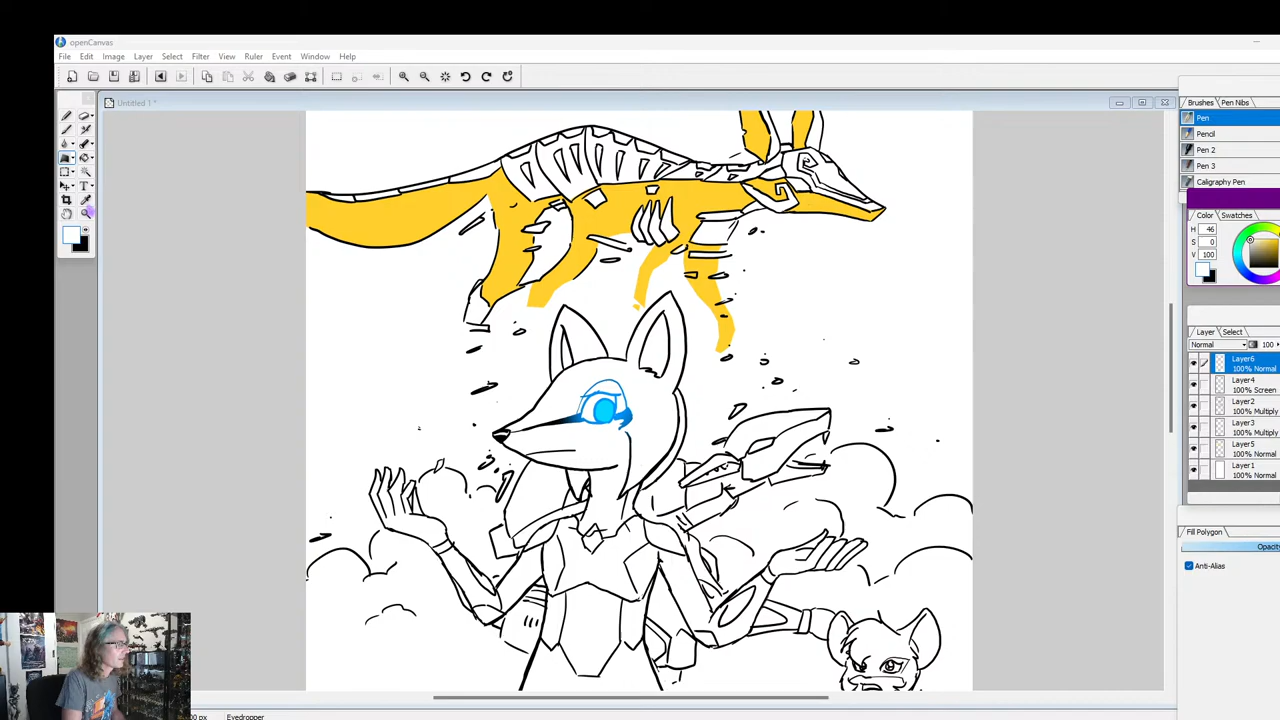 openCanvas
File Edit Image Layer Select Filter View Ruler Event Window Help
Untitled 1 *
Brushes Pen Nibs
Pen
Pencil
Pen 2
Pen 3
Caligraphy Pen
Color Swatches
H 46
S 0
V 100
Layer Select
Normal 100
Layer6
100% Normal
Layer4
100% Screen
Layer2
100% Multiply
Layer3
100% Multiply
Layer5
100% Normal
Layer1
100% Normal
Fill Polygon
Opacity
Anti-Alias
px Eyedropper